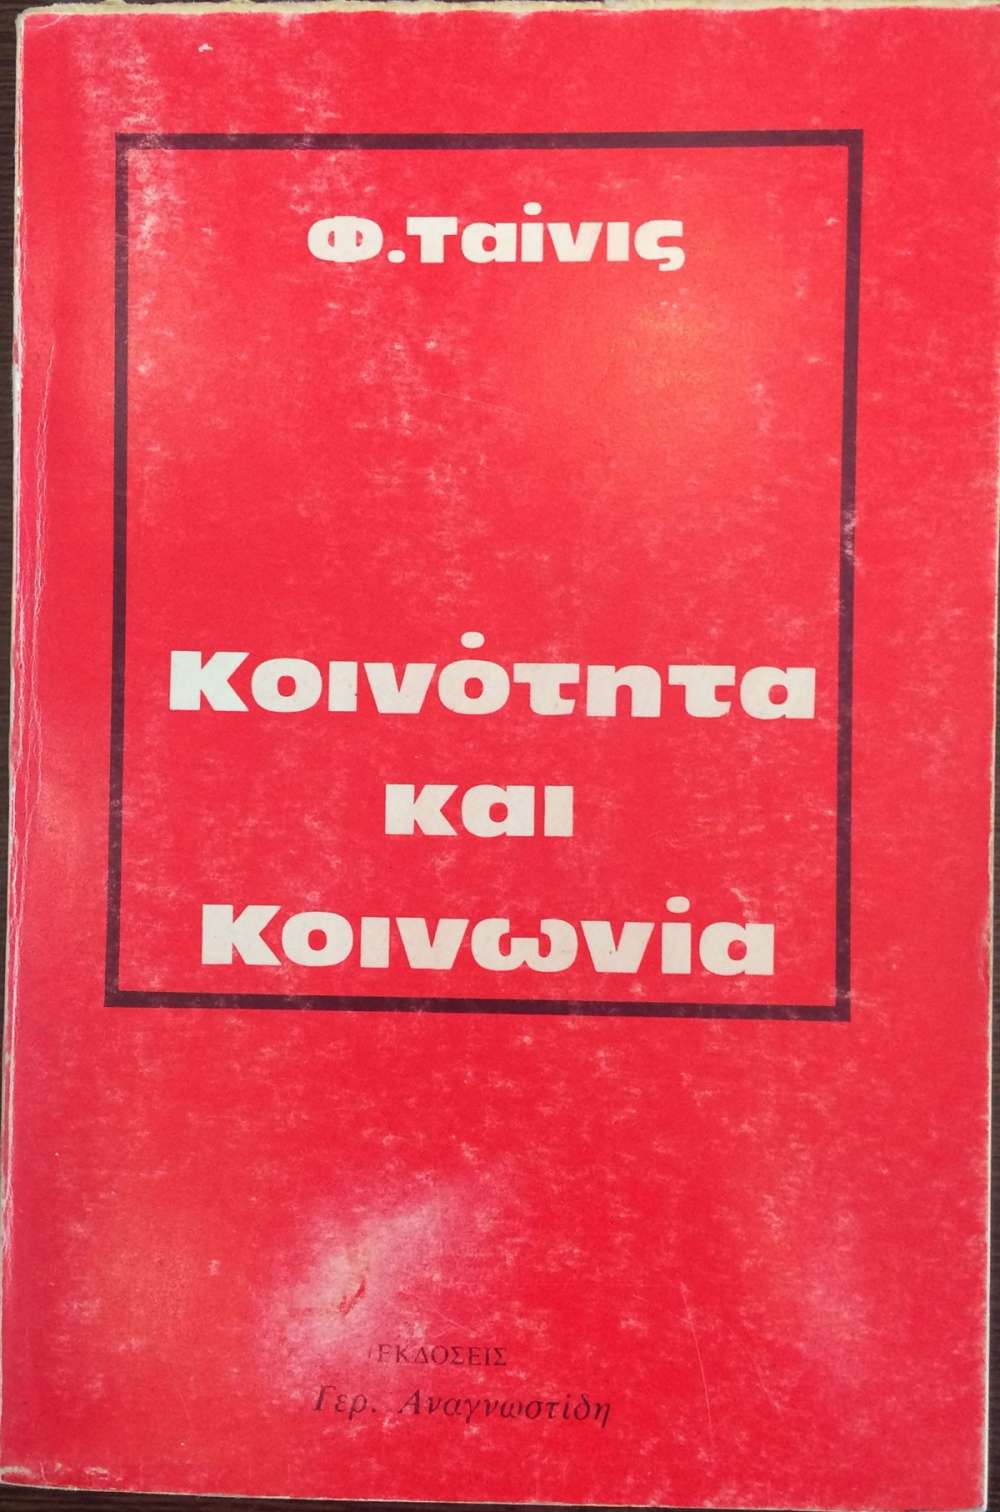 Φ.Ταίνις
Κοινότητα
και
Κοινωνία
ΕΚΔΟΣΕΙΣ
Γερ. Αναγνωστίδη